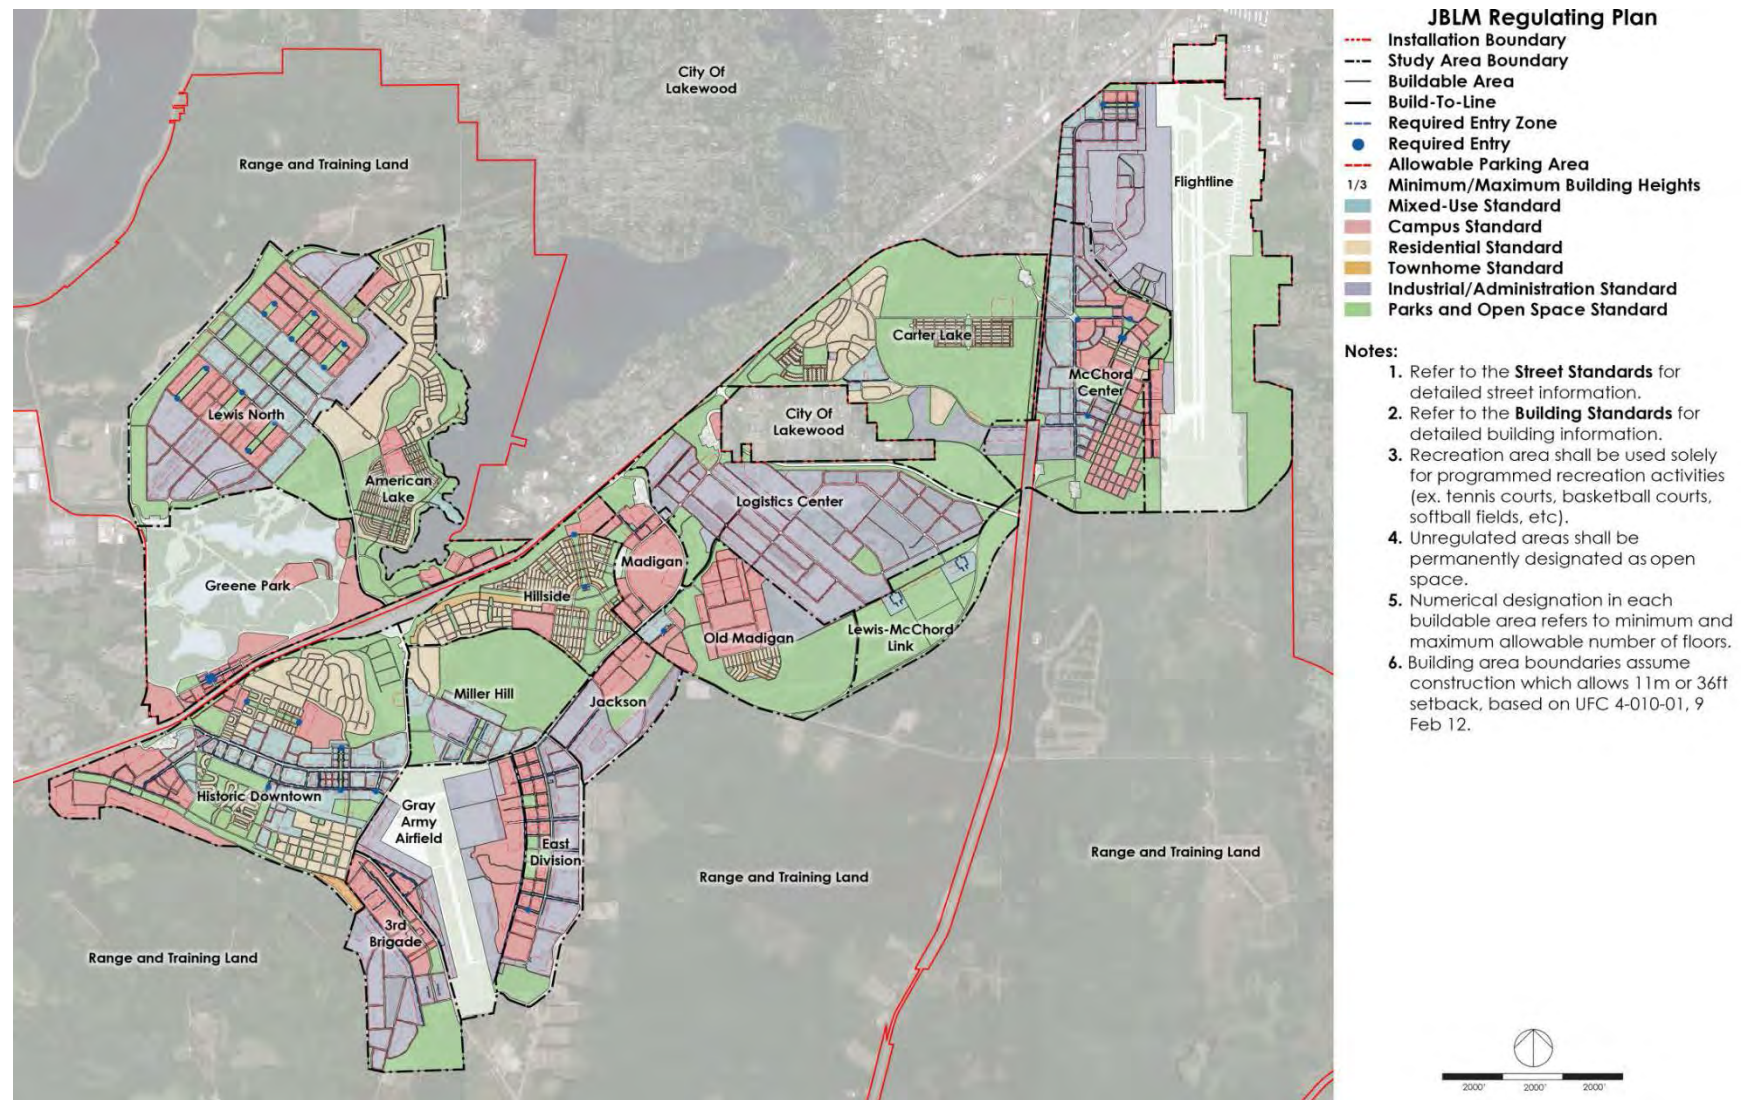 JBLM Regulating Plan
Installation Boundary
Study Area Boundary
Buildable Area
Build-To-Line
Required Entry Zone
Required Entry
Allowable Parking Area
1/3 Minimum/Maximum Building Heights
Mixed-Use Standard
Campus Standard
Residential Standard
Townhome Standard
Industrial/Administration Standard
Parks and Open Space Standard
Notes:
1. Refer to the Street Standards for
detailed street information.
2. Refer to the Building Standards for
detailed building information.
3. Recreation area shall be used solely
for programmed recreation activities
(ex. tennis courts, basketball courts,
softball fields, etc).
4. Unregulated areas shall be
permanently designated as open
space.
5. Numerical designation in each
buildable area refers to minimum and
maximum allowable number of floors.
6. Building area boundaries assume
construction which allows 11m or 36ft
setback, based on UFC 4-010-01, 9
Feb 12.
2000' 2000' 2000'
City Of
Lakewood
Range and Training Land
Flightline
Carter Lake
McChord
Center
Lewis North
City Of
Lakewood
American
Lake
Logistics Center
Madigan
Greene Park
Hillside
Old Madigan
Lewis-McChord
Link
Miller Hill
Jackson
Historic Downtown
Gray
Army
Airfield
East
Division
Range and Training Land
Range and Training Land
3rd
Brigade
Range and Training Land